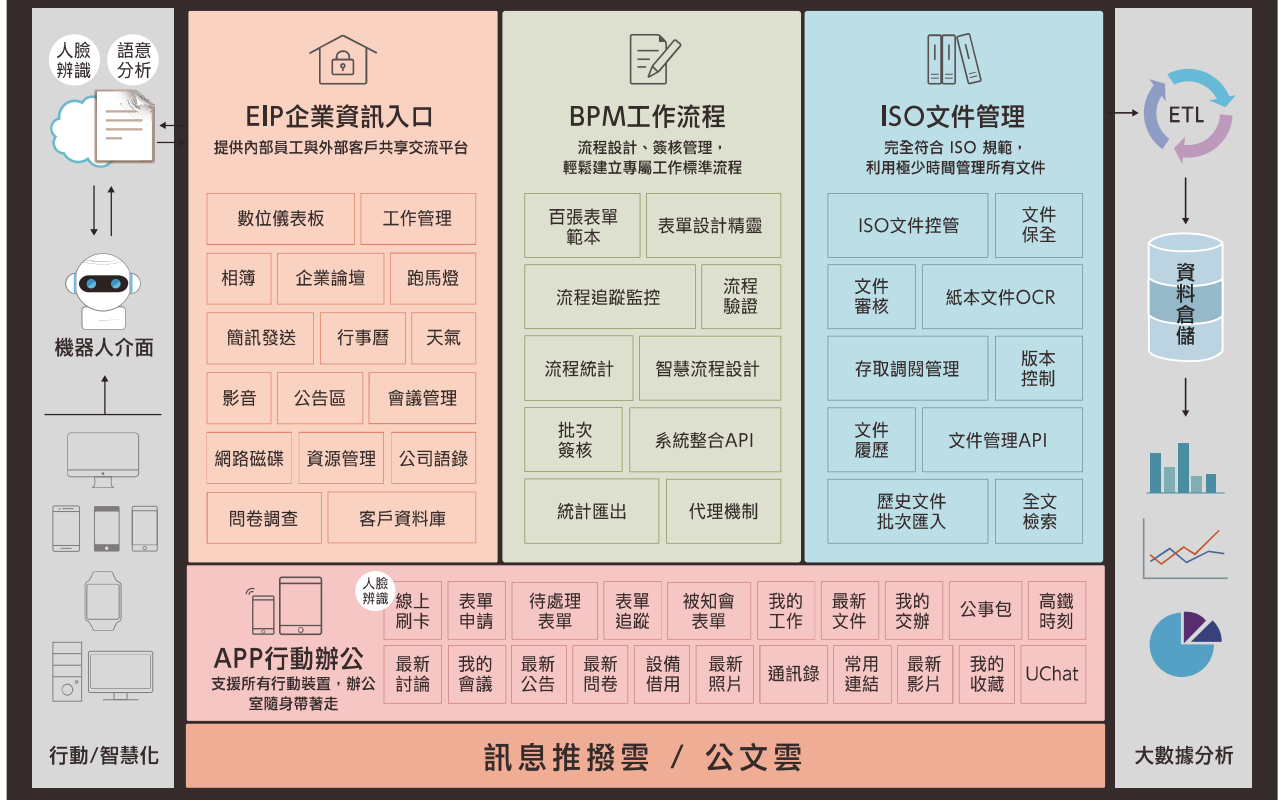 人臉
辨識
語意
分析
機器人介面
行動/智慧化
EIP企業資訊入口
提供內部員工與外部客戶共享交流平台
數位儀表板
工作管理
相簿
企業論壇
跑馬燈
簡訊發送
行事曆
天氣
影音
公告區
會議管理
網路磁碟
資源管理
公司語錄
問卷調查
客戶資料庫
BPM工作流程
流程設計、簽核管理，
輕鬆建立專屬工作標準流程
百張表單
範本
表單設計精靈
流程追蹤監控
流程
驗證
流程統計
智慧流程設計
批次
簽核
系統整合API
統計匯出
代理機制
ISO文件管理
完全符合 ISO 規範，
利用極少時間管理所有文件
ISO文件控管
文件
保全
文件
審核
紙本文件OCR
存取調閱管理
版本
控制
文件
履歷
文件管理API
歷史文件
批次匯入
全文
檢索
APP行動辦公
支援所有行動裝置，辦公
室隨身帶著走
人臉
辨識
線上
刷卡
表單
申請
待處理
表單
表單
追蹤
被知會
表單
我的
工作
最新
文件
我的
交辦
公事包
高鐵
時刻
最新
討論
我的
會議
最新
公告
最新
問卷
設備
借用
最新
照片
通訊錄
常用
連結
最新
影片
我的
收藏
UChat
訊息推撥雲 / 公文雲
ETL
資
料
倉
儲
大數據分析